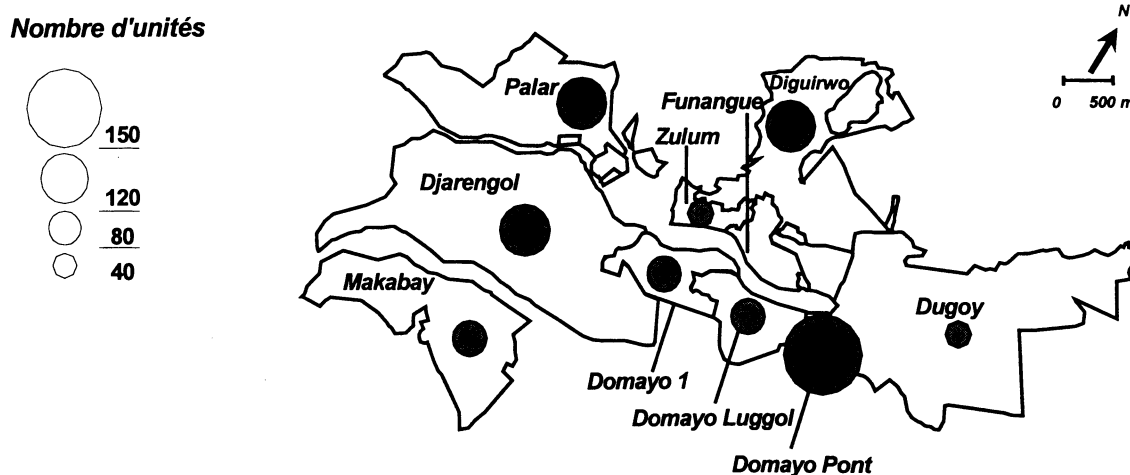 Nombre d'unités
150
120
80
40
N
0 500 m
Palar
Diguirwo
Funangue
Zulum
Djarengol
Makabay
Dugoy
Domayo 1
Domayo Luggol
Domayo Pont